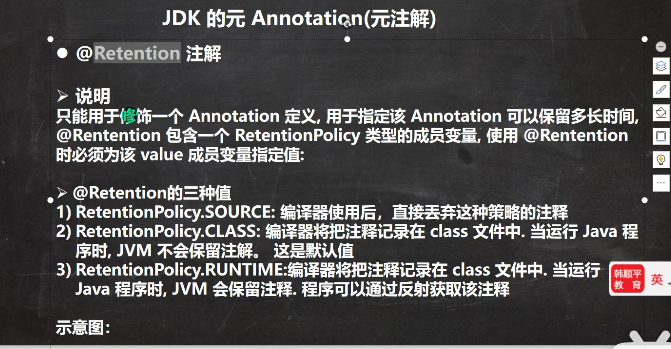 JDK 的元 Annotation(元注解)
● @Retention 注解
➢ 说明
只能用于修饰一个 Annotation 定义, 用于指定该 Annotation 可以保留多长时间,
@Rentention 包含一个 RetentionPolicy 类型的成员变量, 使用 @Rentention
时必须为该 value 成员变量指定值:
➢ @Retention的三种值
1) RetentionPolicy.SOURCE: 编译器使用后，直接丢弃这种策略的注释
2) RetentionPolicy.CLASS: 编译器将把注释记录在 class 文件中. 当运行 Java 程
序时, JVM 不会保留注解。 这是默认值
3) RetentionPolicy.RUNTIME:编译器将把注释记录在 class 文件中. 当运行
Java 程序时, JVM 会保留注释. 程序可以通过反射获取该注释
韩顺平
教育
英
示意图：